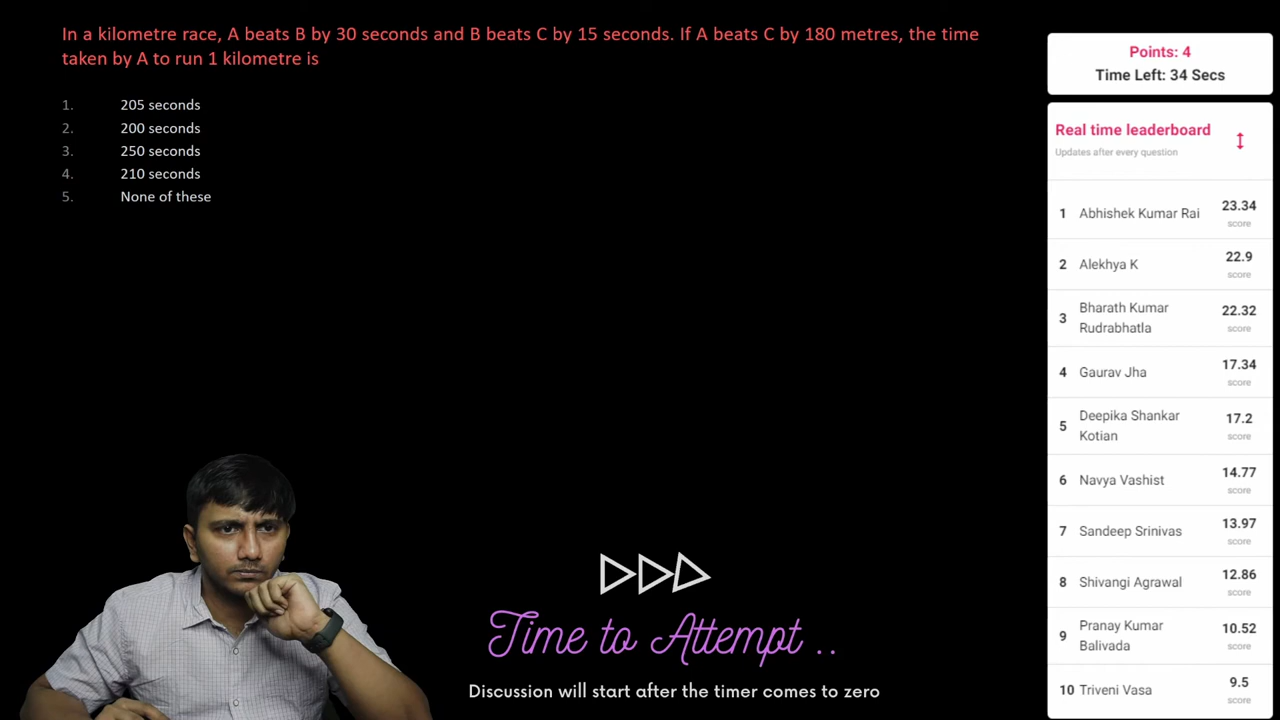 In a kilometre race, A beats B by 30 seconds and B beats C by 15 seconds. If A beats C by 180 metres, the time
taken by A to run 1 kilometre is
1. 205 seconds
2. 200 seconds
3. 250 seconds
4. 210 seconds
5. None of these
Time to Attempt ..
Discussion will start after the timer comes to zero
Points: 4
Time Left: 34 Secs
Real time leaderboard
Updates after every question
1 Abhishek Kumar Rai 23.34
score
2 Alekhya K 22.9
score
3 Bharath Kumar
Rudrabhatla 22.32
score
4 Gaurav Jha 17.34
score
5 Deepika Shankar
Kotian 17.2
score
6 Navya Vashist 14.77
score
7 Sandeep Srinivas 13.97
score
8 Shivangi Agrawal 12.86
score
9 Pranay Kumar
Balivada 10.52
score
10 Triveni Vasa 9.5
score